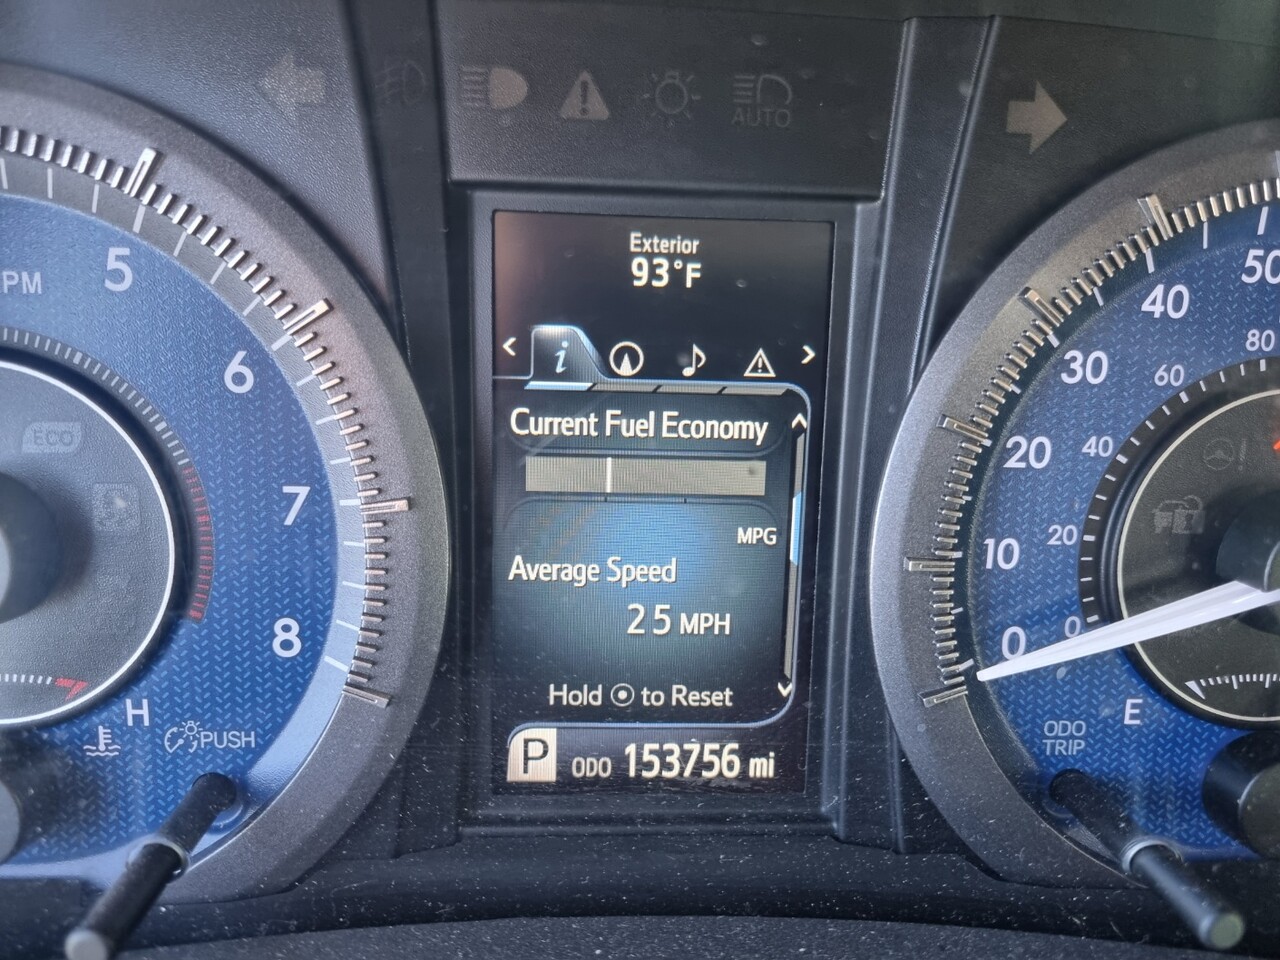 AUTO
Exterior
93°F
i
Current Fuel Economy
MPG
Average Speed
25 MPH
Hold to Reset
P ODO 153756 mi
PM
5
6
7
8
ECO
H
PUSH
50
40
30
20
10
0
80
60
40
20
0
E
ODO
TRIP